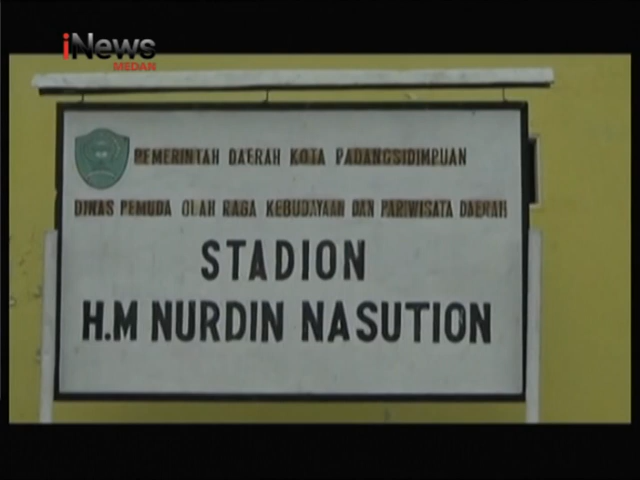 iNews
MEDAN
PEMERINTAH DAERAH KOTA PADANGSIDIMPUAN
DINAS PEMUDA OLAH RAGA KEBUDAYAAN DAN PARIWISATA DAERAH
STADION
H.M NURDIN NASUTION